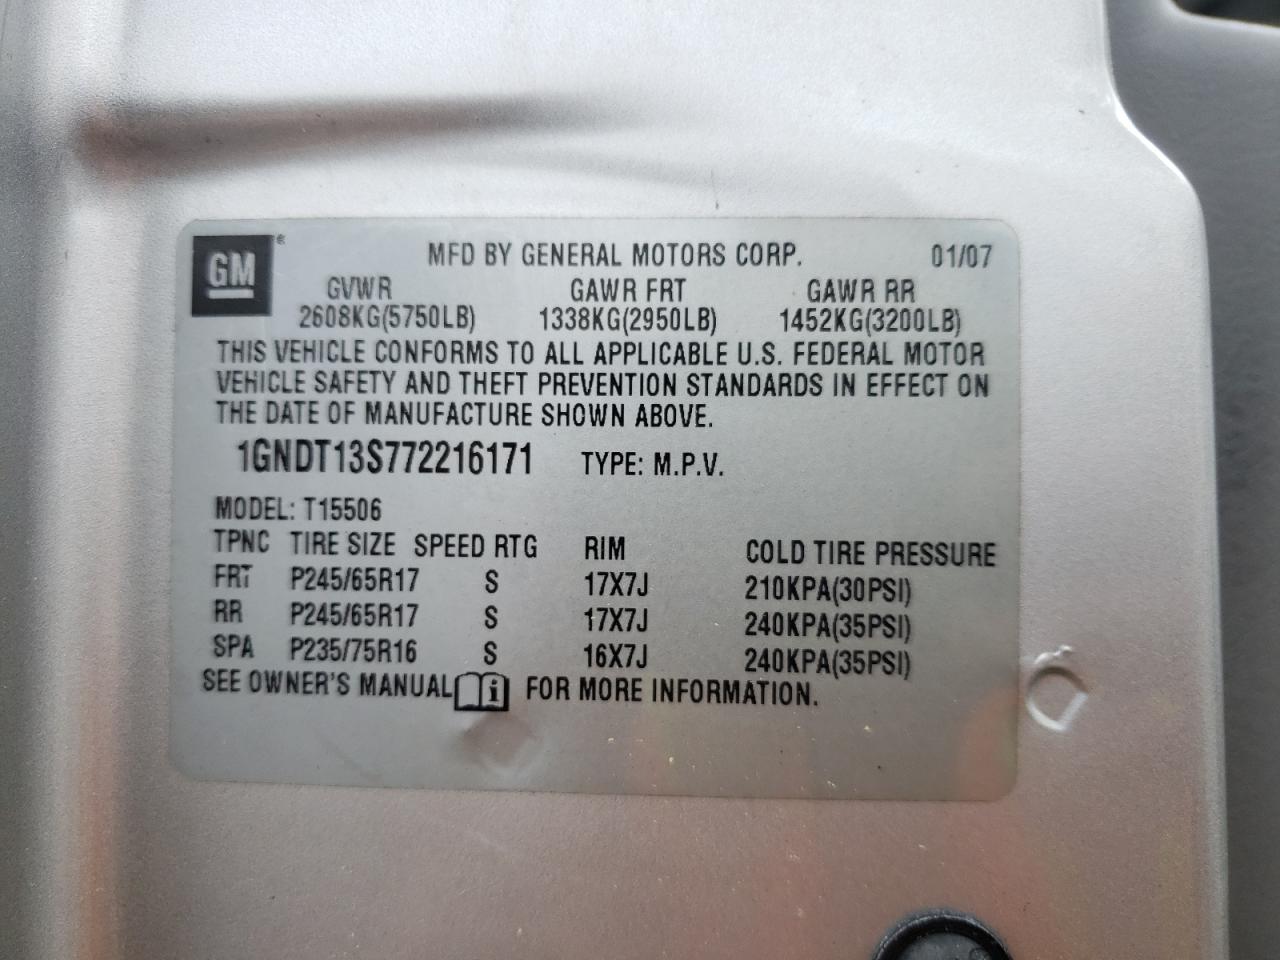 GM® MFD BY GENERAL MOTORS CORP. 01/07
GVWR GAWR FRT GAWR RR
2608KG(5750LB) 1338KG(2950LB) 1452KG(3200LB)
THIS VEHICLE CONFORMS TO ALL APPLICABLE U.S. FEDERAL MOTOR
VEHICLE SAFETY AND THEFT PREVENTION STANDARDS IN EFFECT ON
THE DATE OF MANUFACTURE SHOWN ABOVE.
1GNDT13S772216171 TYPE: M.P.V.
MODEL: T15506
TPNC TIRE SIZE SPEED RTG RIM COLD TIRE PRESSURE
FRT P245/65R17 S 17X7J 210KPA(30PSI)
RR P245/65R17 S 17X7J 240KPA(35PSI)
SPA P235/75R16 S 16X7J 240KPA(35PSI)
SEE OWNER'S MANUAL i FOR MORE INFORMATION.